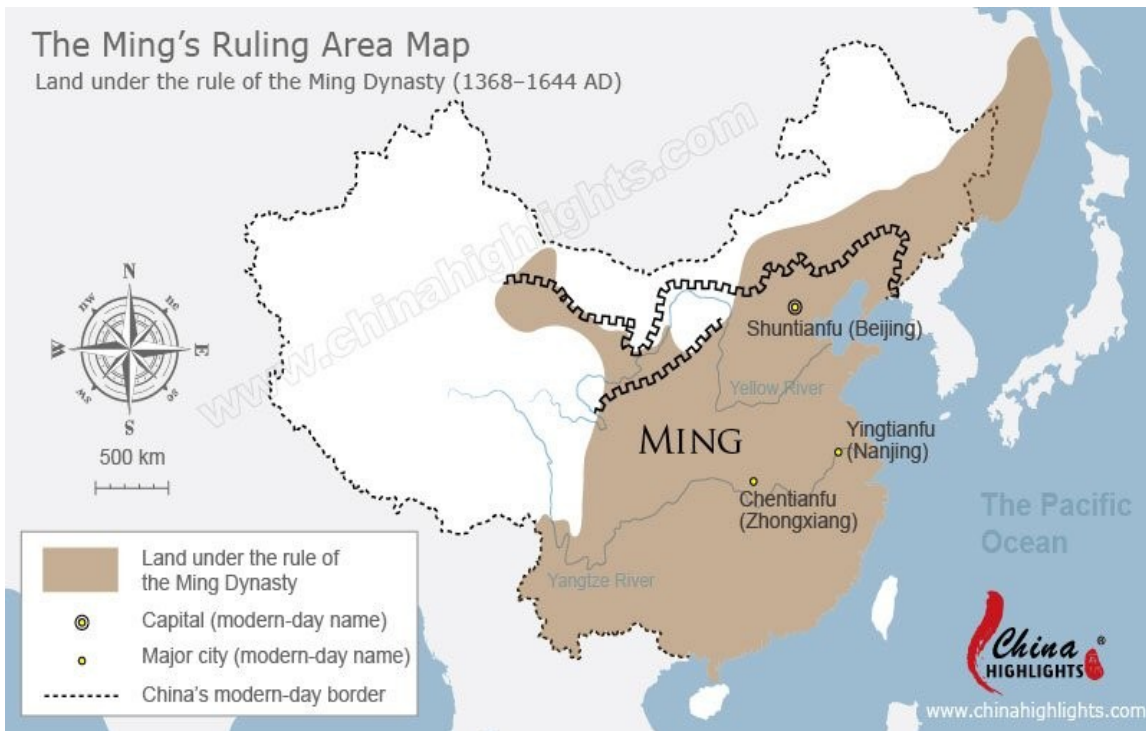 The Ming's Ruling Area Map
Land under the rule of the Ming Dynasty (1368–1644 AD)
www.chinahighlights.com
N
nw
ne
W
E
sw
se
S
500 km
Shuntianfu (Beijing)
Yellow River
MING
Yingtianfu
(Nanjing)
Chentianfu
(Zhongxiang)
The Pacific
Ocean
Yangtze River
Land under the rule of
the Ming Dynasty
Capital (modern-day name)
Major city (modern-day name)
China's modern-day border
China ®
HIGHLIGHTS
www.chinahighlights.com